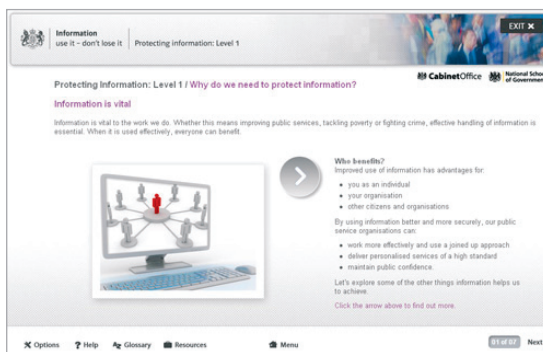 EXIT ✖
Information
use it – don't lose it
Protecting information: Level 1
CabinetOffice
National School
of Government
Protecting Information: Level 1 / Why do we need to protect information?
Information is vital
Information is vital to the work we do. Whether this means improving public services, tackling poverty or fighting crime, effective handling of information is
essential. When it is used effectively, everyone can benefit.
Who benefits?
Improved use of information has advantages for:
• you as an individual
• your organisation
• other citizens and organisations
By using information better and more securely, our public
service organisations can:
• work more effectively and use a joined up approach
• deliver personalised services of a high standard
• maintain public confidence.
Let's explore some of the other things information helps us
to achieve.
Click the arrow above to find out more.
Options
? Help
Glossary
Resources
Menu
01 of 07
Next